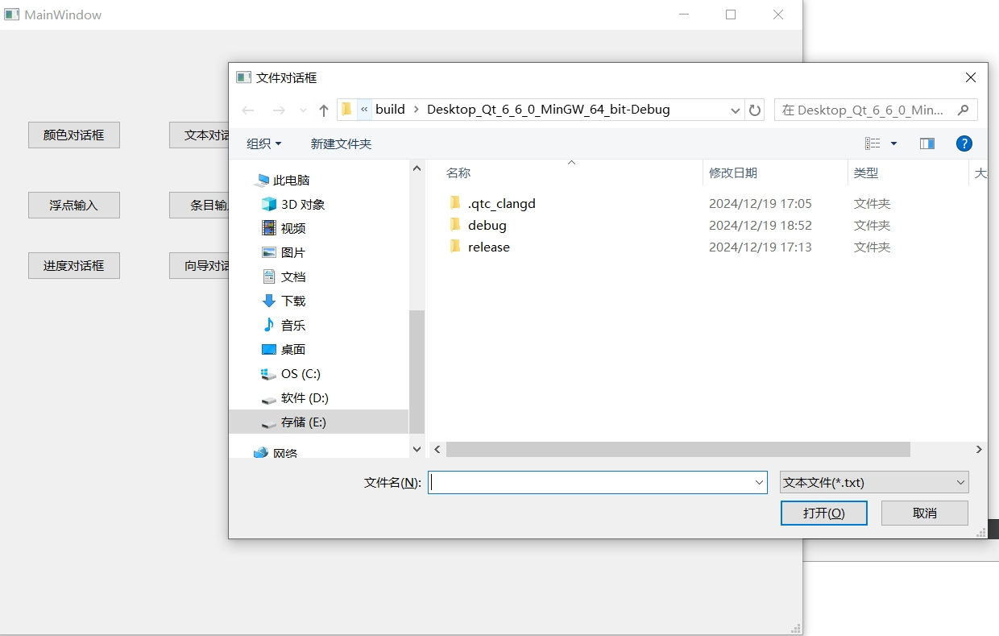 MainWindow
文件对话框
« build › Desktop_Qt_6_6_0_MinGW_64_bit-Debug
在 Desktop_Qt_6_6_0_Min...
组织 新建文件夹 ?
颜色对话框 文本对话
浮点输入 条目输
进度对话框 向导对话
此电脑
3D 对象
视频
图片
文档
下载
音乐
桌面
OS (C:)
软件 (D:)
存储 (E:)
网络
名称 修改日期 类型 大
.qtc_clangd 2024/12/19 17:05 文件夹
debug 2024/12/19 18:52 文件夹
release 2024/12/19 17:13 文件夹
文件名(N): 文本文件(*.txt)
打开(O) 取消